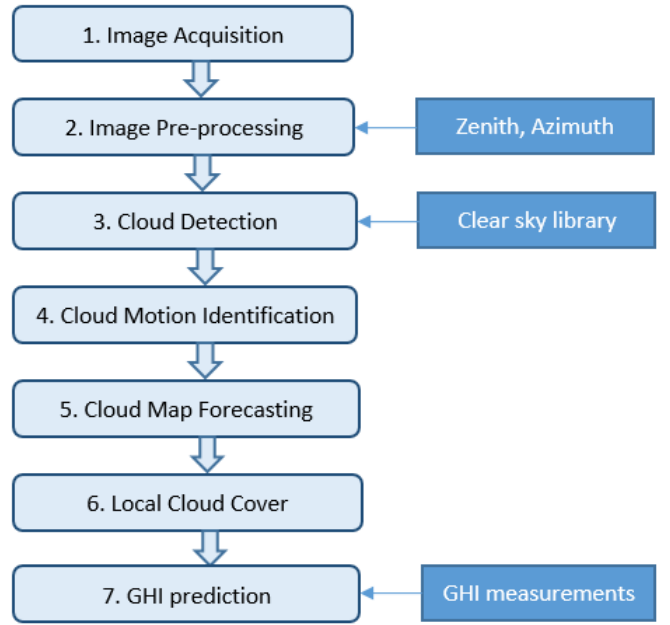 1. Image Acquisition
2. Image Pre-processing
Zenith, Azimuth
3. Cloud Detection
Clear sky library
4. Cloud Motion Identification
5. Cloud Map Forecasting
6. Local Cloud Cover
7. GHI prediction
GHI measurements